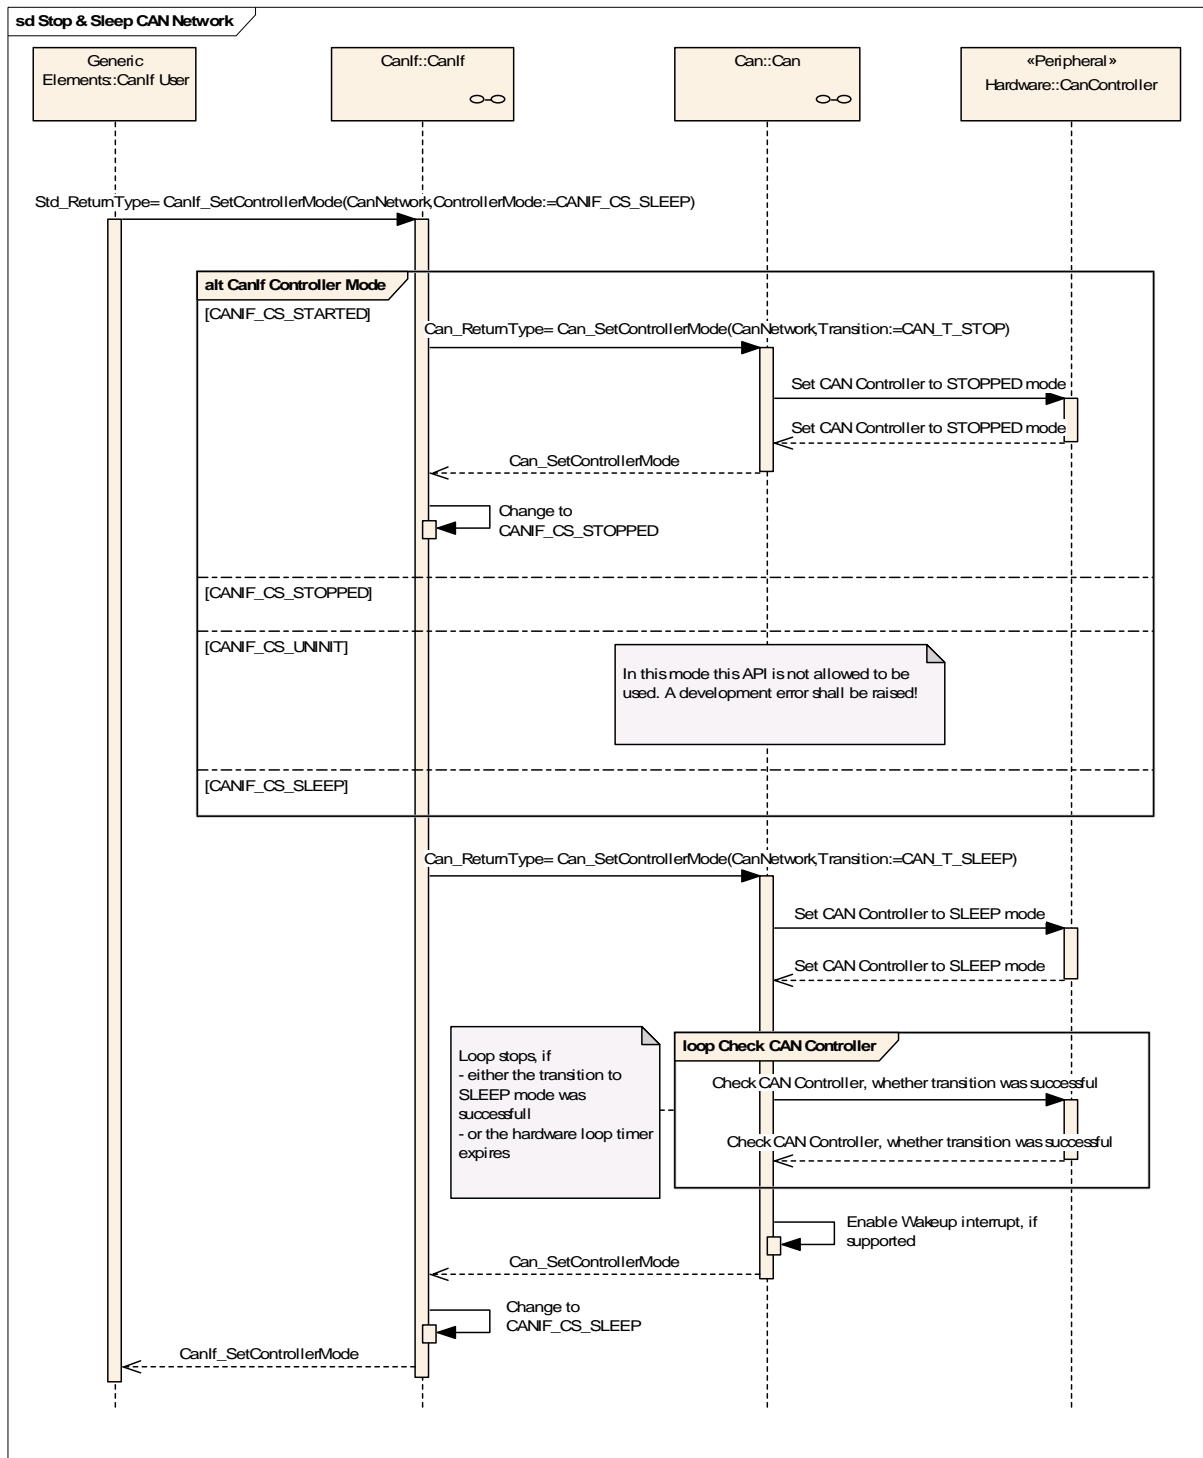 sd Stop & Sleep CAN Network
Generic
Elements::CanIf User
CanIf::CanIf
Can::Can
«Peripheral»
Hardware::CanController
Std_ReturnType= CanIf_SetControllerMode(CanNetwork,ControllerMode:=CANIF_CS_SLEEP)
alt CanIf Controller Mode
[CANIF_CS_STARTED]
Can_ReturnType= Can_SetControllerMode(CanNetwork,Transition:=CAN_T_STOP)
Set CAN Controller to STOPPED mode
Set CAN Controller to STOPPED mode
Can_SetControllerMode
Change to
CANIF_CS_STOPPED
[CANIF_CS_STOPPED]
[CANIF_CS_UNINIT]
In this mode this API is not allowed to be
used. A development error shall be raised!
[CANIF_CS_SLEEP]
Can_ReturnType= Can_SetControllerMode(CanNetwork,Transition:=CAN_T_SLEEP)
Set CAN Controller to SLEEP mode
Set CAN Controller to SLEEP mode
loop Check CAN Controller
Loop stops, if
- either the transition to
SLEEP mode was
successfull
- or the hardware loop timer
expires
Check CAN Controller, whether transition was successful
Check CAN Controller, whether transition was successful
Enable Wakeup interrupt, if
supported
Can_SetControllerMode
Change to
CANIF_CS_SLEEP
CanIf_SetControllerMode